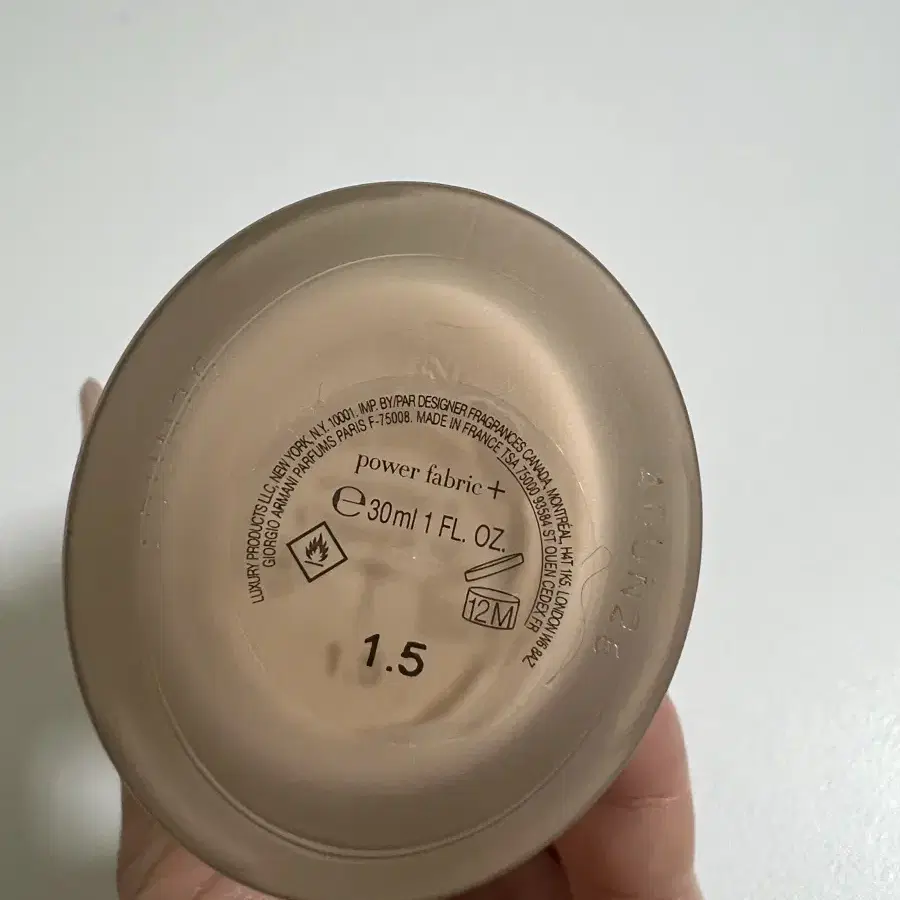 LUXURY PRODUCTS LLC, NEW YORK, N.Y. 10001. IMP. BY/PAR DESIGNER FRAGRANCES CANADA, MONTRÉAL, H4T 1K5. LONDON W6 8AZ
GIORGIO ARMANI PARFUMS PARIS F-75008. MADE IN FRANCE TSA 75000 93584 ST OUEN CEDEX FR
power fabric+
℮ 30ml 1 FL. OZ.
12M
1.5